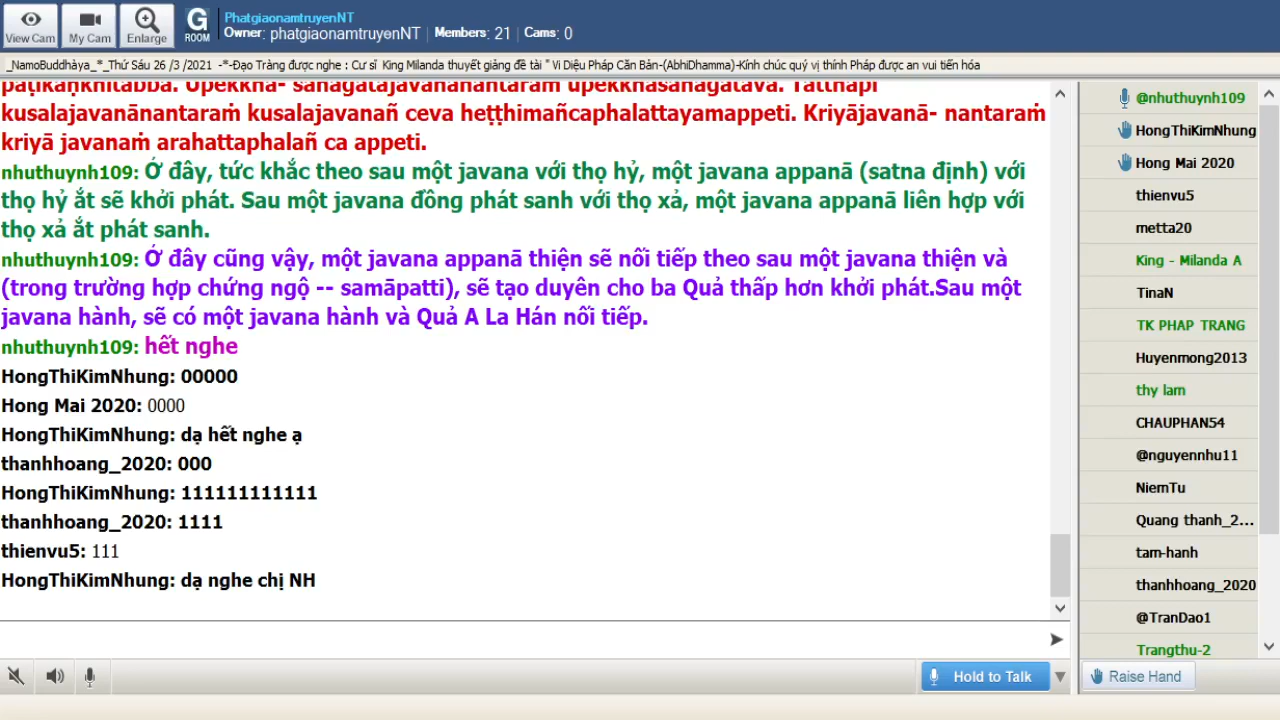 PhatgiaonamtruyenNT
View Cam
My Cam
Enlarge
G
ROOM
Owner: phatgiaonamtruyenNT | Members: 21 | Cams: 0
_NamoBuddhàya_*_Thứ Sáu 26 /3 /2021 -*-Đạo Tràng được nghe : Cư sĩ King Milanda thuyết giảng đề tài " Vi Diệu Pháp Căn Bản-(AbhiDhamma)-Kính chúc quý vị thính Pháp được an vui tiến hóa
paṭikaṅkhitabbā. Upekkhā- sahagatajavanānantaraṁ upekkhāsahagatāva. Tatthāpi
kusalajavanānantaraṁ kusalajavanañ ceva heṭṭhimañcaphalattayamappeti. Kriyājavanā- nantaraṁ
kriyā javanaṁ arahattaphalañ ca appeti.
nhuthuynh109: Ở đây, tức khắc theo sau một javana với thọ hỷ, một javana appanā (satna định) với
thọ hỷ ắt sẽ khởi phát. Sau một javana đồng phát sanh với thọ xả, một javana appanā liên hợp với
thọ xả ắt phát sanh.
nhuthuynh109: Ở đây cũng vậy, một javana appanā thiện sẽ nối tiếp theo sau một javana thiện và
(trong trường hợp chứng ngộ -- samāpatti), sẽ tạo duyên cho ba Quả thấp hơn khởi phát.Sau một
javana hành, sẽ có một javana hành và Quả A La Hán nối tiếp.
nhuthuynh109: hết nghe
HongThiKimNhung: 00000
Hong Mai 2020: 0000
HongThiKimNhung: dạ hết nghe ạ
thanhhoang_2020: 000
HongThiKimNhung: 111111111111
thanhhoang_2020: 1111
thienvu5: 111
HongThiKimNhung: dạ nghe chị NH
@nhuthuynh109
HongThiKimNhung
Hong Mai 2020
thienvu5
metta20
King - Milanda A
TinaN
TK PHAP TRANG
Huyenmong2013
thy lam
CHAUPHAN54
@nguyennhu11
NiemTu
Quang thanh_2...
tam-hanh
thanhhoang_2020
@TranDao1
Trangthu-2
Hold to Talk
Raise Hand